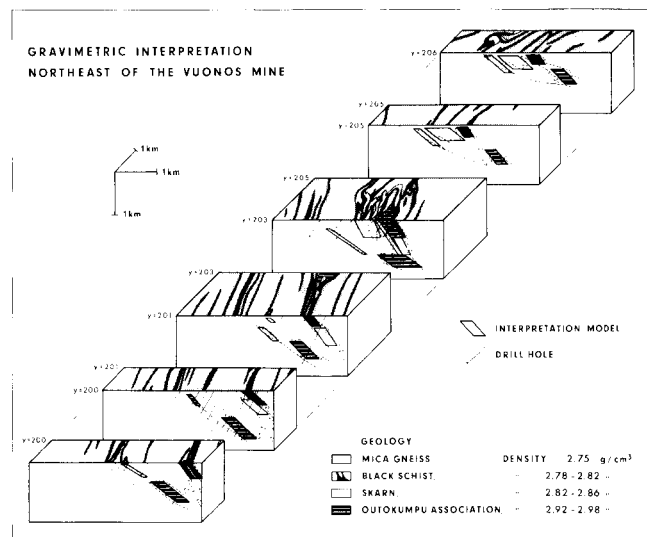 GRAVIMETRIC INTERPRETATION
NORTHEAST OF THE VUONOS MINE
y=206
y=205
y=205
1km
1km
1km
y=205
y=203
y=203
y=201
y=201
y=200
y=200
INTERPRETATION MODEL
DRILL HOLE
GEOLOGY
MICA GNEISS DENSITY 2.75 g/cm³
BLACK SCHIST " 2.78 - 2.82 "
SKARN " 2.82 - 2.86 "
OUTOKUMPU ASSOCIATION " 2.92 - 2.98 "